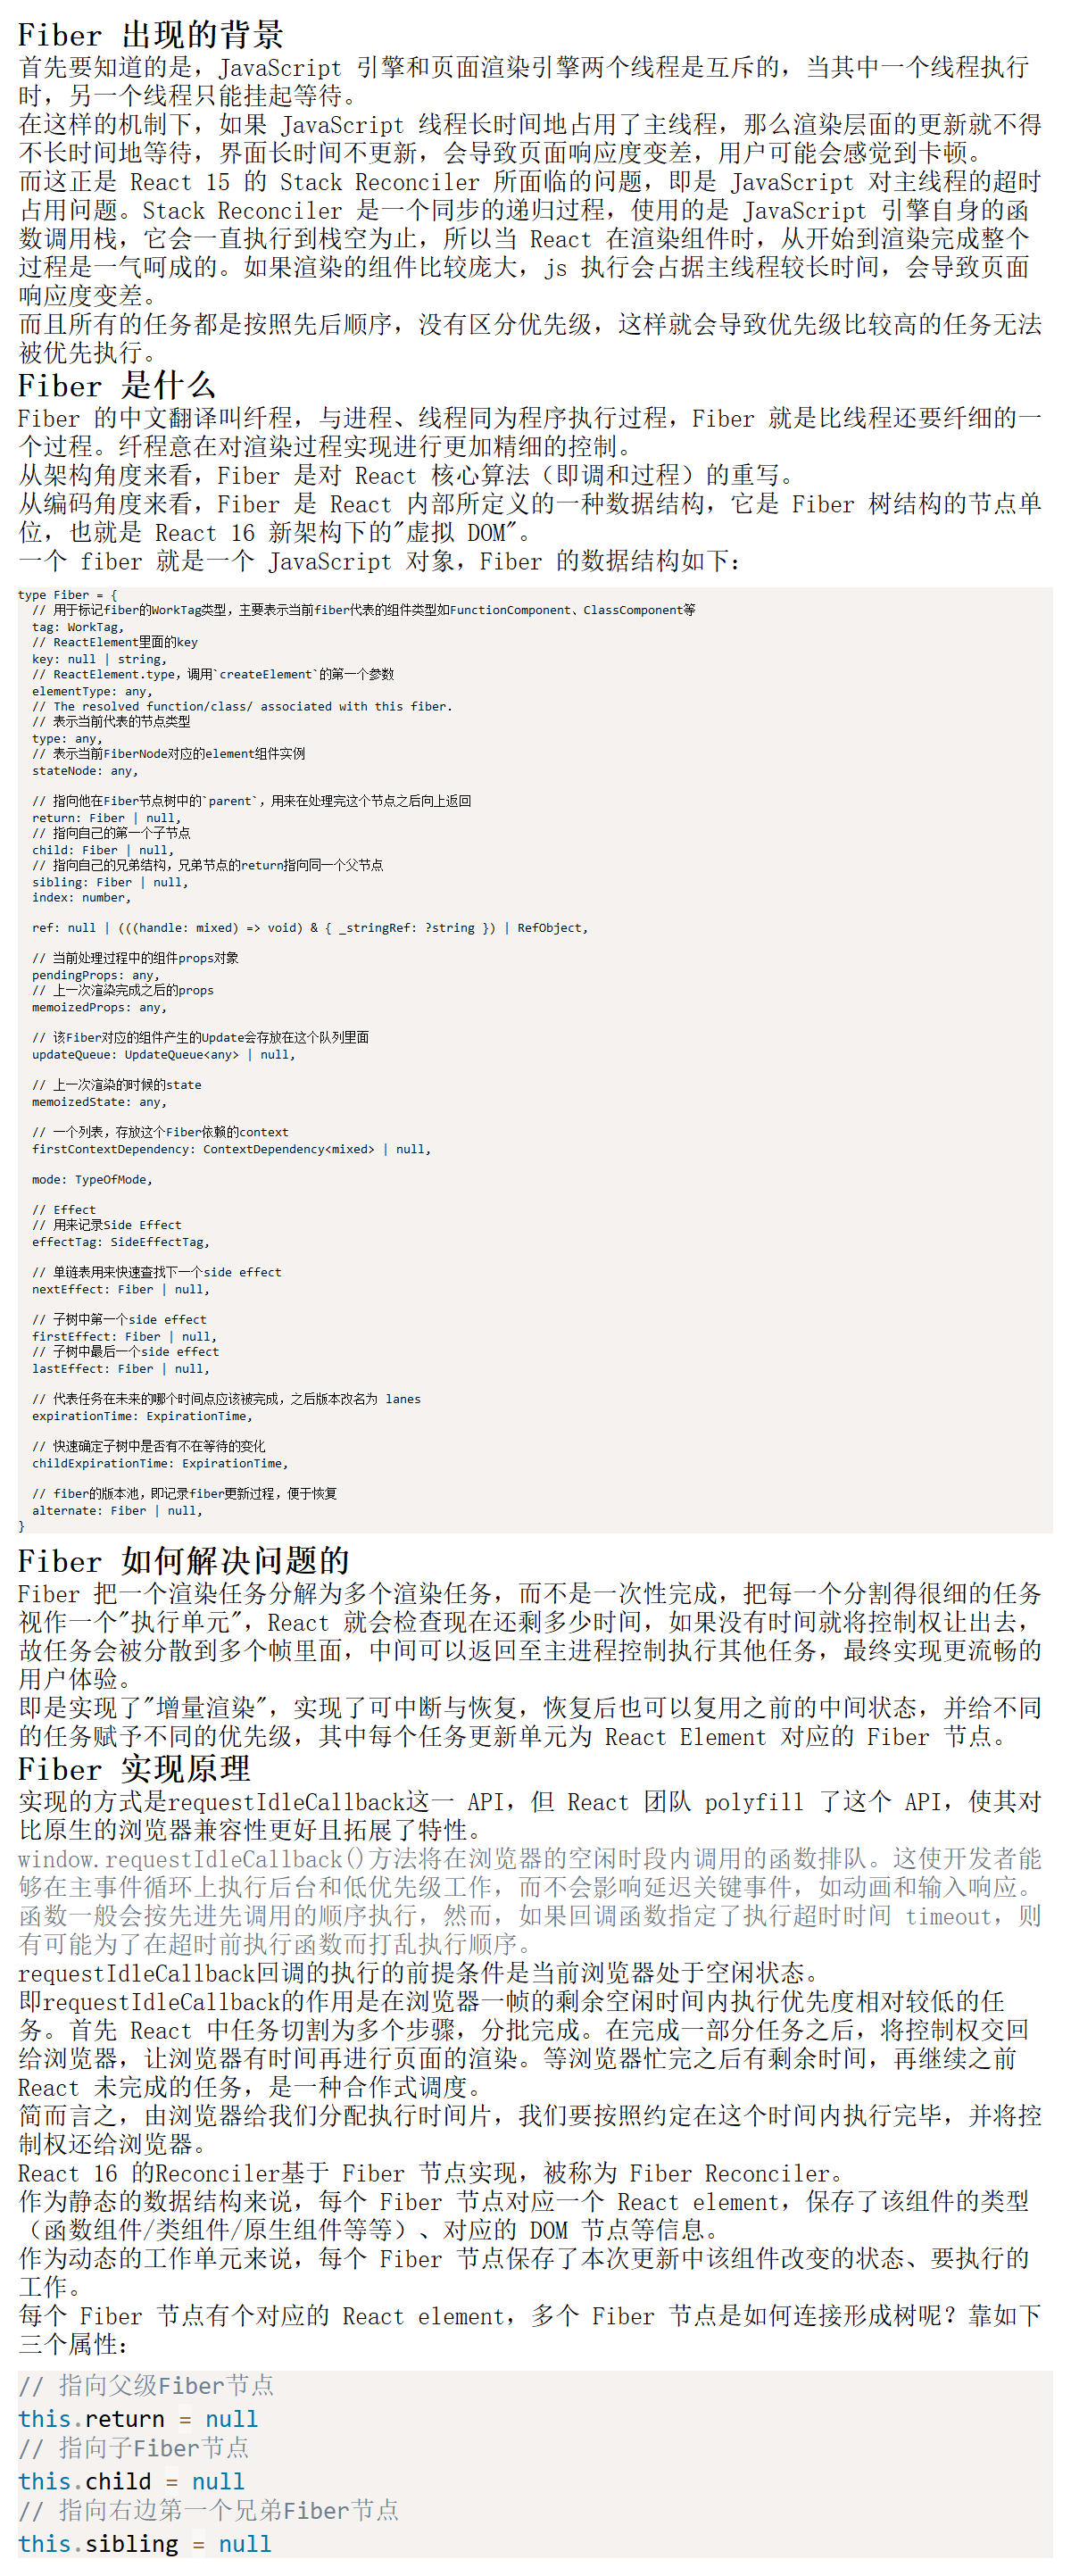 Fiber 出现的背景
首先要知道的是，JavaScript 引擎和页面渲染引擎两个线程是互斥的，当其中一个线程执行
时，另一个线程只能挂起等待。
在这样的机制下，如果 JavaScript 线程长时间地占用了主线程，那么渲染层面的更新就不得
不长时间地等待，界面长时间不更新，会导致页面响应度变差，用户可能会感觉到卡顿。
而这正是 React 15 的 Stack Reconciler 所面临的问题，即是 JavaScript 对主线程的超时
占用问题。Stack Reconciler 是一个同步的递归过程，使用的是 JavaScript 引擎自身的函
数调用栈，它会一直执行到栈空为止，所以当 React 在渲染组件时，从开始到渲染完成整个
过程是一气呵成的。如果渲染的组件比较庞大，js 执行会占据主线程较长时间，会导致页面
响应度变差。
而且所有的任务都是按照先后顺序，没有区分优先级，这样就会导致优先级比较高的任务无法
被优先执行。
Fiber 是什么
Fiber 的中文翻译叫纤程，与进程、线程同为程序执行过程，Fiber 就是比线程还要纤细的一
个过程。纤程意在对渲染过程实现进行更加精细的控制。
从架构角度来看，Fiber 是对 React 核心算法（即调和过程）的重写。
从编码角度来看，Fiber 是 React 内部所定义的一种数据结构，它是 Fiber 树结构的节点单
位，也就是 React 16 新架构下的"虚拟 DOM"。
一个 fiber 就是一个 JavaScript 对象，Fiber 的数据结构如下：
type Fiber = {
  // 用于标记fiber的WorkTag类型，主要表示当前fiber代表的组件类型如FunctionComponent、ClassComponent等
  tag: WorkTag,
  // ReactElement里面的key
  key: null | string,
  // ReactElement.type，调用`createElement`的第一个参数
  elementType: any,
  // The resolved function/class/ associated with this fiber.
  // 表示当前代表的节点类型
  type: any,
  // 表示当前FiberNode对应的element组件实例
  stateNode: any,
  // 指向他在Fiber节点树中的`parent`，用来在处理完这个节点之后向上返回
  return: Fiber | null,
  // 指向自己的第一个子节点
  child: Fiber | null,
  // 指向自己的兄弟结构，兄弟节点的return指向同一个父节点
  sibling: Fiber | null,
  index: number,
  ref: null | (((handle: mixed) => void) & { _stringRef: ?string }) | RefObject,
  // 当前处理过程中的组件props对象
  pendingProps: any,
  // 上一次渲染完成之后的props
  memoizedProps: any,
  // 该Fiber对应的组件产生的Update会存放在这个队列里面
  updateQueue: UpdateQueue<any> | null,
  // 上一次渲染的时候的state
  memoizedState: any,
  // 一个列表，存放这个Fiber依赖的context
  firstContextDependency: ContextDependency<mixed> | null,
  mode: TypeOfMode,
  // Effect
  // 用来记录Side Effect
  effectTag: SideEffectTag,
  // 单链表用来快速查找下一个side effect
  nextEffect: Fiber | null,
  // 子树中第一个side effect
  firstEffect: Fiber | null,
  // 子树中最后一个side effect
  lastEffect: Fiber | null,
  // 代表任务在未来的哪个时间点应该被完成，之后版本改名为 lanes
  expirationTime: ExpirationTime,
  // 快速确定子树中是否有不在等待的变化
  childExpirationTime: ExpirationTime,
  // fiber的版本池，即记录fiber更新过程，便于恢复
  alternate: Fiber | null,
}
Fiber 如何解决问题的
Fiber 把一个渲染任务分解为多个渲染任务，而不是一次性完成，把每一个分割得很细的任务
视作一个"执行单元"，React 就会检查现在还剩多少时间，如果没有时间就将控制权让出去，
故任务会被分散到多个帧里面，中间可以返回至主进程控制执行其他任务，最终实现更流畅的
用户体验。
即是实现了"增量渲染"，实现了可中断与恢复，恢复后也可以复用之前的中间状态，并给不同
的任务赋予不同的优先级，其中每个任务更新单元为 React Element 对应的 Fiber 节点。
Fiber 实现原理
实现的方式是requestIdleCallback这一 API，但 React 团队 polyfill 了这个 API，使其对
比原生的浏览器兼容性更好且拓展了特性。
window.requestIdleCallback()方法将在浏览器的空闲时段内调用的函数排队。这使开发者能
够在主事件循环上执行后台和低优先级工作，而不会影响延迟关键事件，如动画和输入响应。
函数一般会按先进先调用的顺序执行，然而，如果回调函数指定了执行超时时间 timeout，则
有可能为了在超时前执行函数而打乱执行顺序。
requestIdleCallback回调的执行的前提条件是当前浏览器处于空闲状态。
即requestIdleCallback的作用是在浏览器一帧的剩余空闲时间内执行优先度相对较低的任
务。首先 React 中任务切割为多个步骤，分批完成。在完成一部分任务之后，将控制权交回
给浏览器，让浏览器有时间再进行页面的渲染。等浏览器忙完之后有剩余时间，再继续之前
React 未完成的任务，是一种合作式调度。
简而言之，由浏览器给我们分配执行时间片，我们要按照约定在这个时间内执行完毕，并将控
制权还给浏览器。
React 16 的Reconciler基于 Fiber 节点实现，被称为 Fiber Reconciler。
作为静态的数据结构来说，每个 Fiber 节点对应一个 React element，保存了该组件的类型
（函数组件/类组件/原生组件等等）、对应的 DOM 节点等信息。
作为动态的工作单元来说，每个 Fiber 节点保存了本次更新中该组件改变的状态、要执行的
工作。
每个 Fiber 节点有个对应的 React element，多个 Fiber 节点是如何连接形成树呢？靠如下
三个属性：
// 指向父级Fiber节点
this.return = null
// 指向子Fiber节点
this.child = null
// 指向右边第一个兄弟Fiber节点
this.sibling = null